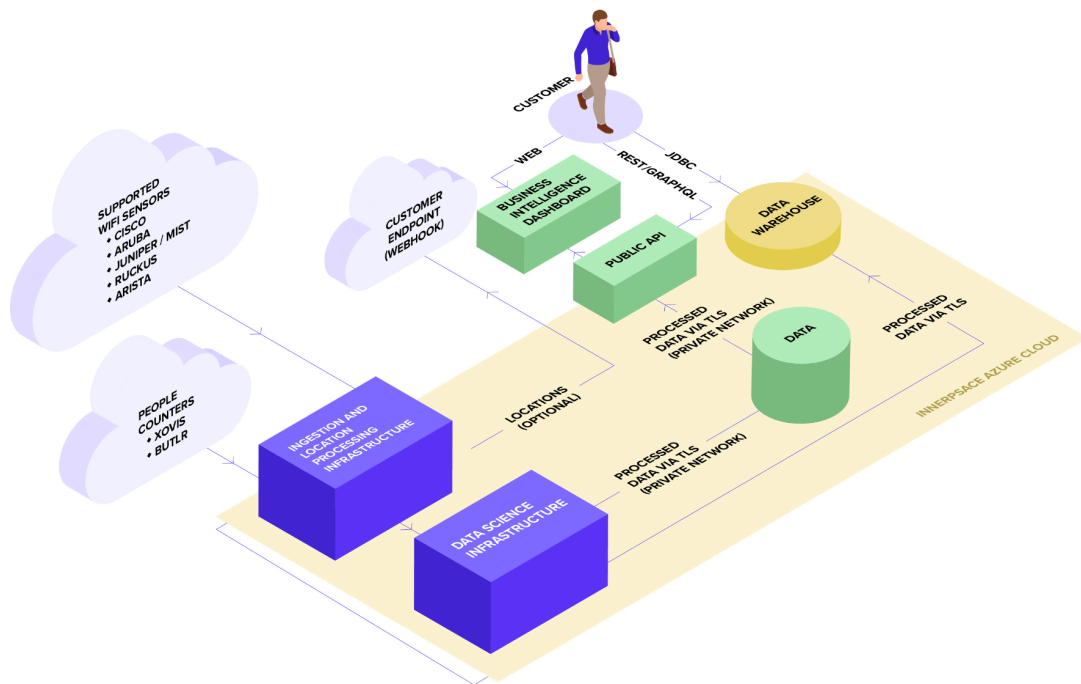 CUSTOMER
WEB
REST/GRAPHQL
JDBC
SUPPORTED
WIFI SENSORS
• CISCO
• ARUBA
• JUNIPER / MIST
• RUCKUS
• ARISTA
CUSTOMER
ENDPOINT
(WEBHOOK)
BUSINESS
INTELLIGENCE
DASHBOARD
PUBLIC API
DATA
WAREHOUSE
PROCESSED
DATA VIA TLS
(PRIVATE NETWORK)
DATA
PROCESSED
DATA VIA TLS
INNERPSACE AZURE CLOUD
PEOPLE
COUNTERS
• XOVIS
• BUTLR
INGESTION AND
LOCATION
PROCESSING
INFRASTRUCTURE
LOCATIONS
(OPTIONAL)
DATA SCIENCE
INFRASTRUCTURE
PROCESSED
DATA VIA TLS
(PRIVATE NETWORK)